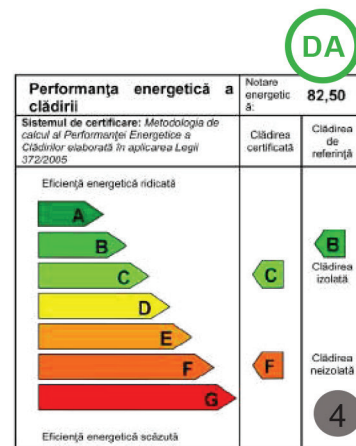 DA
Performanţa energetică a clădirii
Notare energetic ă:
82,50
Sistemul de certificare: Metodologia de
calcul al Performanţei Energetice a
Clădirilor elaborată în aplicarea Legii
372/2005
Clădirea
certificată
Clădirea
de
referinţă
Eficienţă energetică ridicată
A
B
B
Clădirea
izolată
C
C
D
E
F
F
Clădirea
neizolată
G
4
Eficienţă energetică scăzută